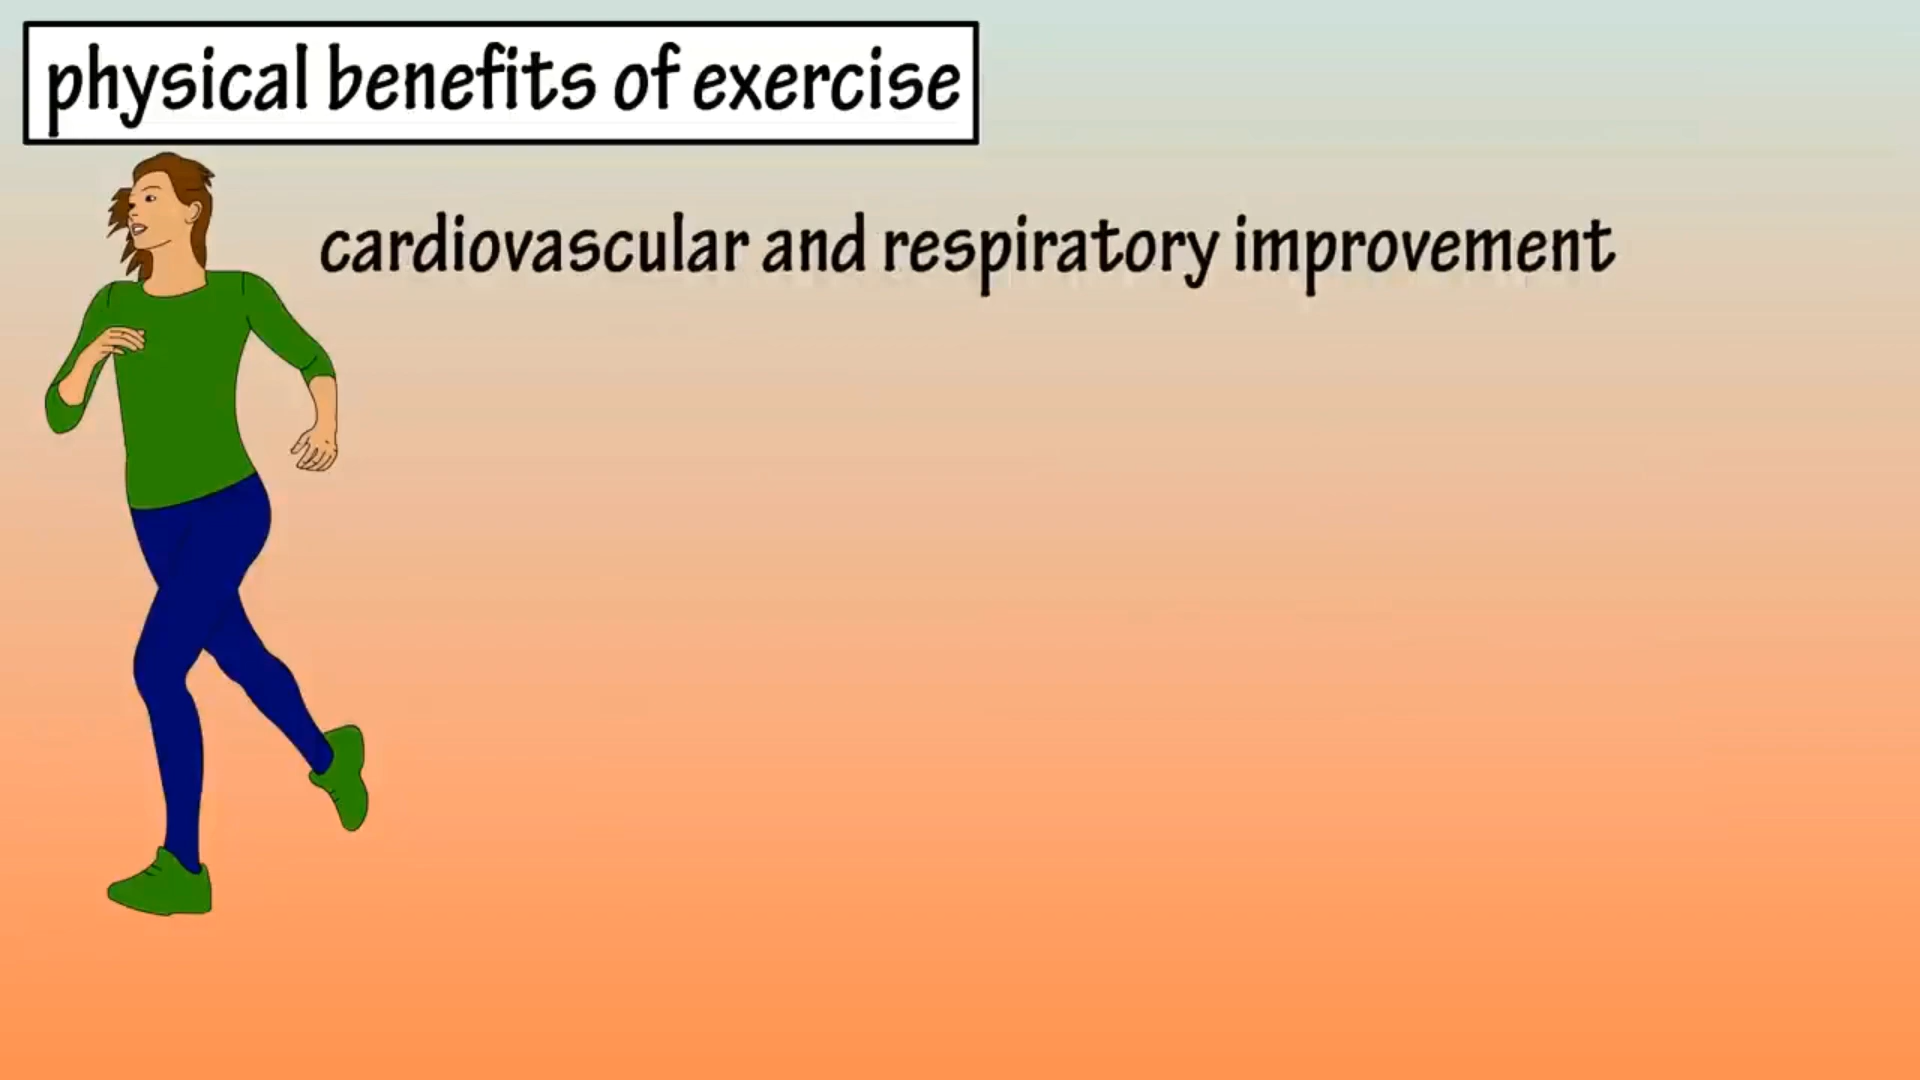 physical benefits of exercise
cardiovascular and respiratory improvement